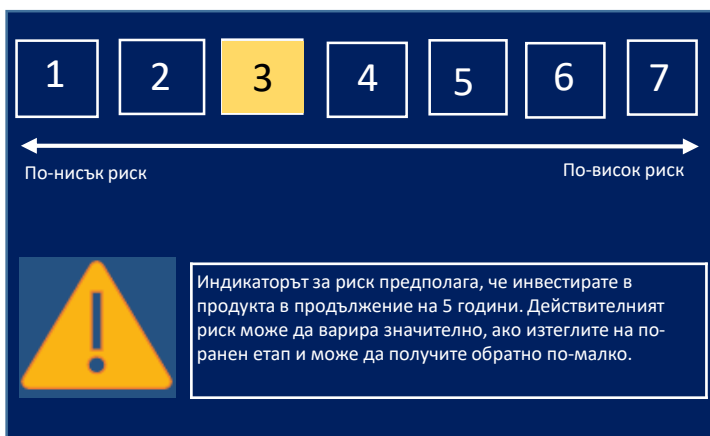 1 2 3 4 5 6 7
По-нисък риск По-висок риск
Индикаторът за риск предполага, че инвестирате в
продукта в продължение на 5 години. Действителният
риск може да варира значително, ако изтеглите на по-
ранен етап и може да получите обратно по-малко.